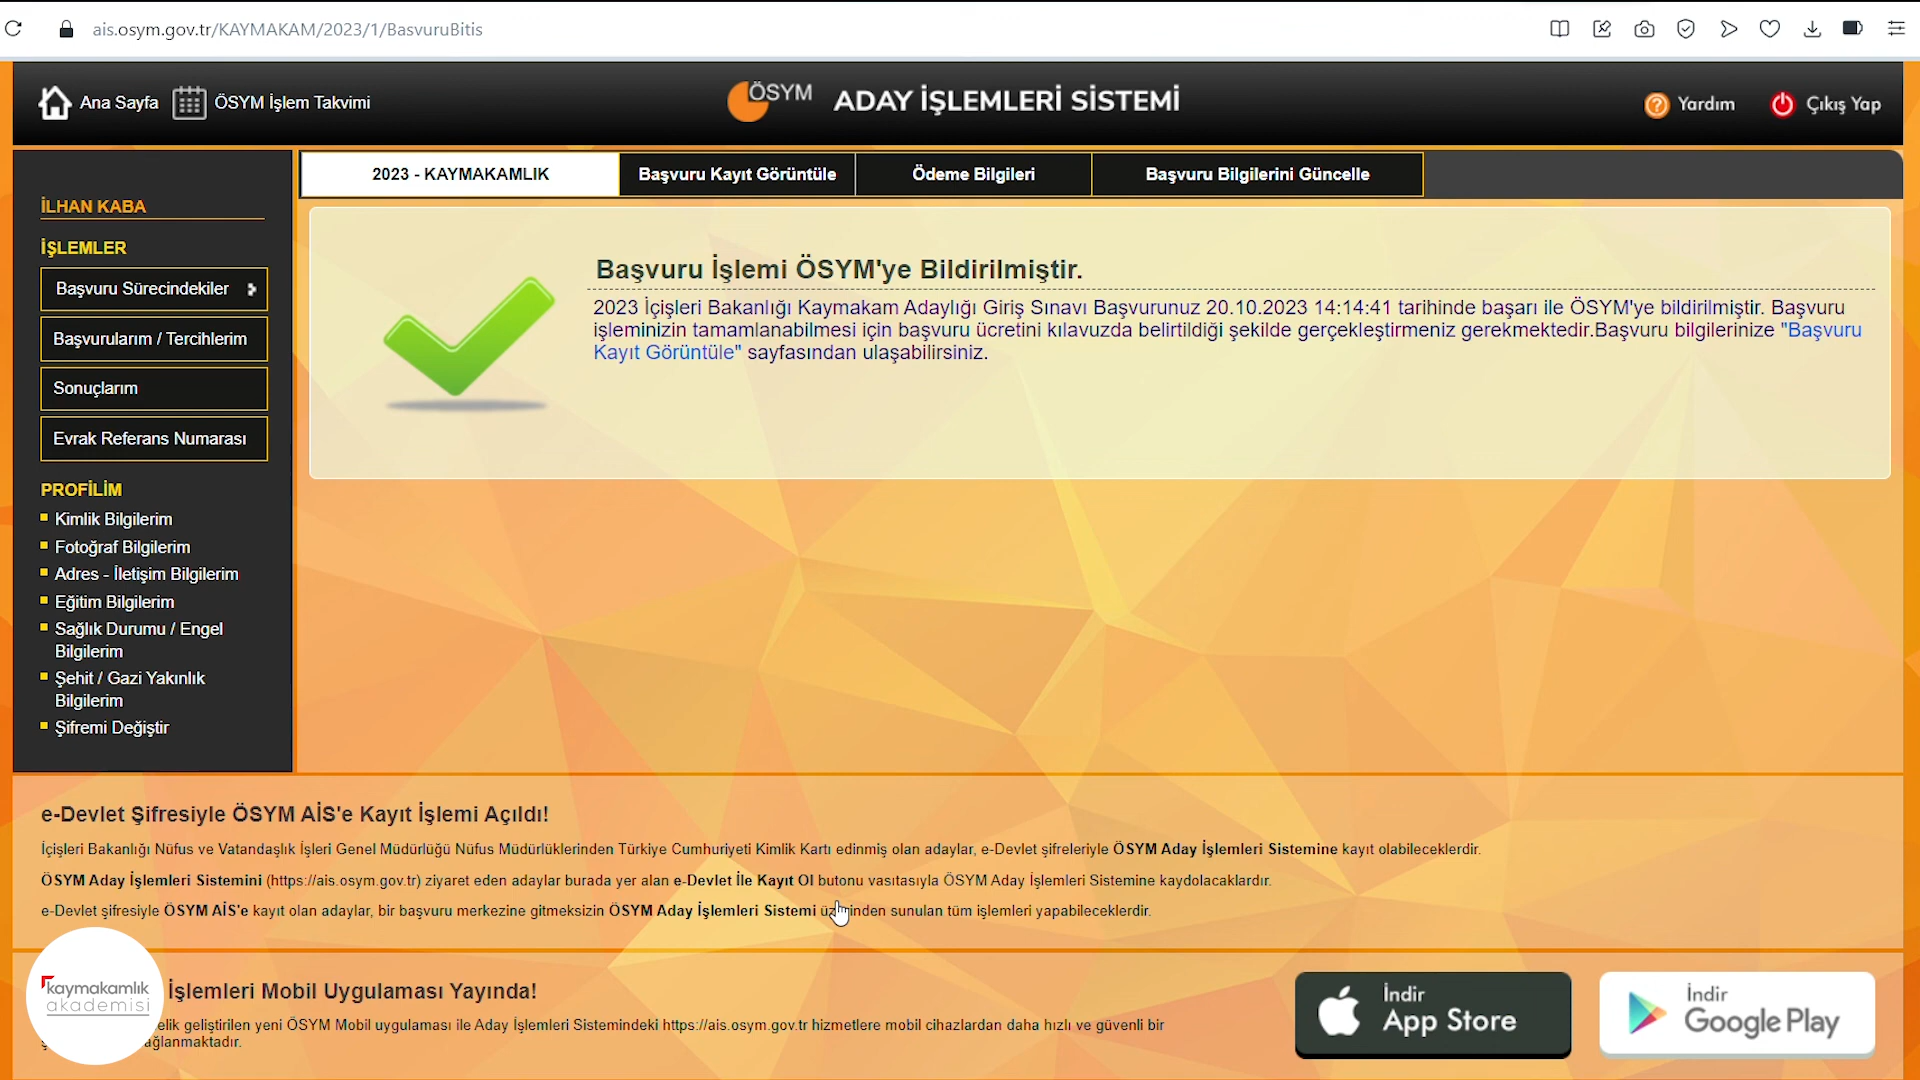 ais.osym.gov.tr/KAYMAKAM/2023/1/BasvuruBitis
Ana Sayfa
ÖSYM İşlem Takvimi
ÖSYM
ADAY İŞLEMLERİ SİSTEMİ
Yardım
Çıkış Yap
2023 - KAYMAKAMLIK
Başvuru Kayıt Görüntüle
Ödeme Bilgileri
Başvuru Bilgilerini Güncelle
İLHAN KABA
İŞLEMLER
Başvuru Sürecindekiler
Başvurularım / Tercihlerim
Sonuçlarım
Evrak Referans Numarası
PROFİLİM
Kimlik Bilgilerim
Fotoğraf Bilgilerim
Adres - İletişim Bilgilerim
Eğitim Bilgilerim
Sağlık Durumu / Engel
Bilgilerim
Şehit / Gazi Yakınlık
Bilgilerim
Şifremi Değiştir
Başvuru İşlemi ÖSYM'ye Bildirilmiştir.
2023 İçişleri Bakanlığı Kaymakam Adaylığı Giriş Sınavı Başvurunuz 20.10.2023 14:14:41 tarihinde başarı ile ÖSYM'ye bildirilmiştir. Başvuru
işleminizin tamamlanabilmesi için başvuru ücretini kılavuzda belirtildiği şekilde gerçekleştirmeniz gerekmektedir.Başvuru bilgilerinize "Başvuru
Kayıt Görüntüle" sayfasından ulaşabilirsiniz.
e-Devlet Şifresiyle ÖSYM AİS'e Kayıt İşlemi Açıldı!
İçişleri Bakanlığı Nüfus ve Vatandaşlık İşleri Genel Müdürlüğü Nüfus Müdürlüklerinden Türkiye Cumhuriyeti Kimlik Kartı edinmiş olan adaylar, e-Devlet şifreleriyle ÖSYM Aday İşlemleri Sistemine kayıt olabileceklerdir.
ÖSYM Aday İşlemleri Sistemini (https://ais.osym.gov.tr) ziyaret eden adaylar burada yer alan e-Devlet İle Kayıt Ol butonu vasıtasıyla ÖSYM Aday İşlemleri Sistemine kaydolacaklardır.
e-Devlet şifresiyle ÖSYM AİS'e kayıt olan adaylar, bir başvuru merkezine gitmeksizin ÖSYM Aday İşlemleri Sistemi üzerinden sunulan tüm işlemleri yapabileceklerdir.
kaymakamlık
akademisi
İşlemleri Mobil Uygulaması Yayında!
elik geliştirilen yeni ÖSYM Mobil uygulaması ile Aday İşlemleri Sistemindeki https://ais.osym.gov.tr hizmetlere mobil cihazlardan daha hızlı ve güvenli bir
ağlanmaktadır.
İndir
App Store
İndir
Google Play